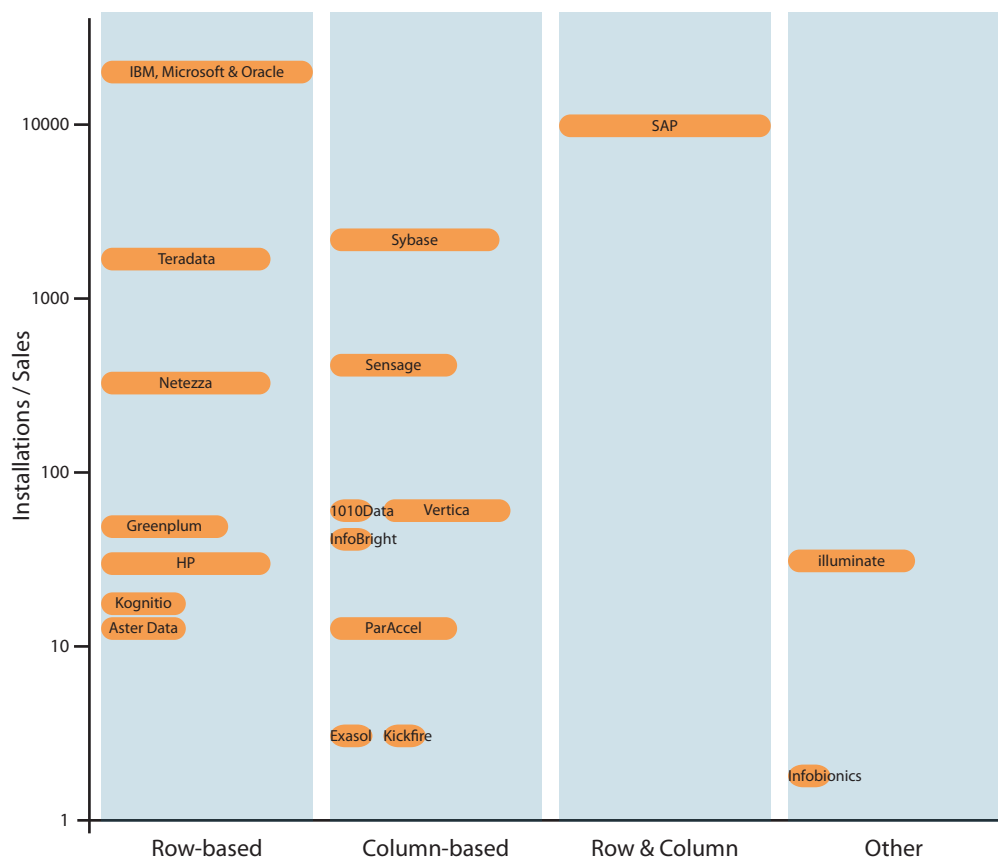 IBM, Microsoft & Oracle
10000
SAP
Sybase
Teradata
1000
Sensage
Netezza
Installations / Sales
100
1010Data
Vertica
Greenplum
InfoBright
HP
illuminate
Kognitio
Aster Data
ParAccel
10
Exasol
Kickfire
Infobionics
1
Row-based
Column-based
Row & Column
Other